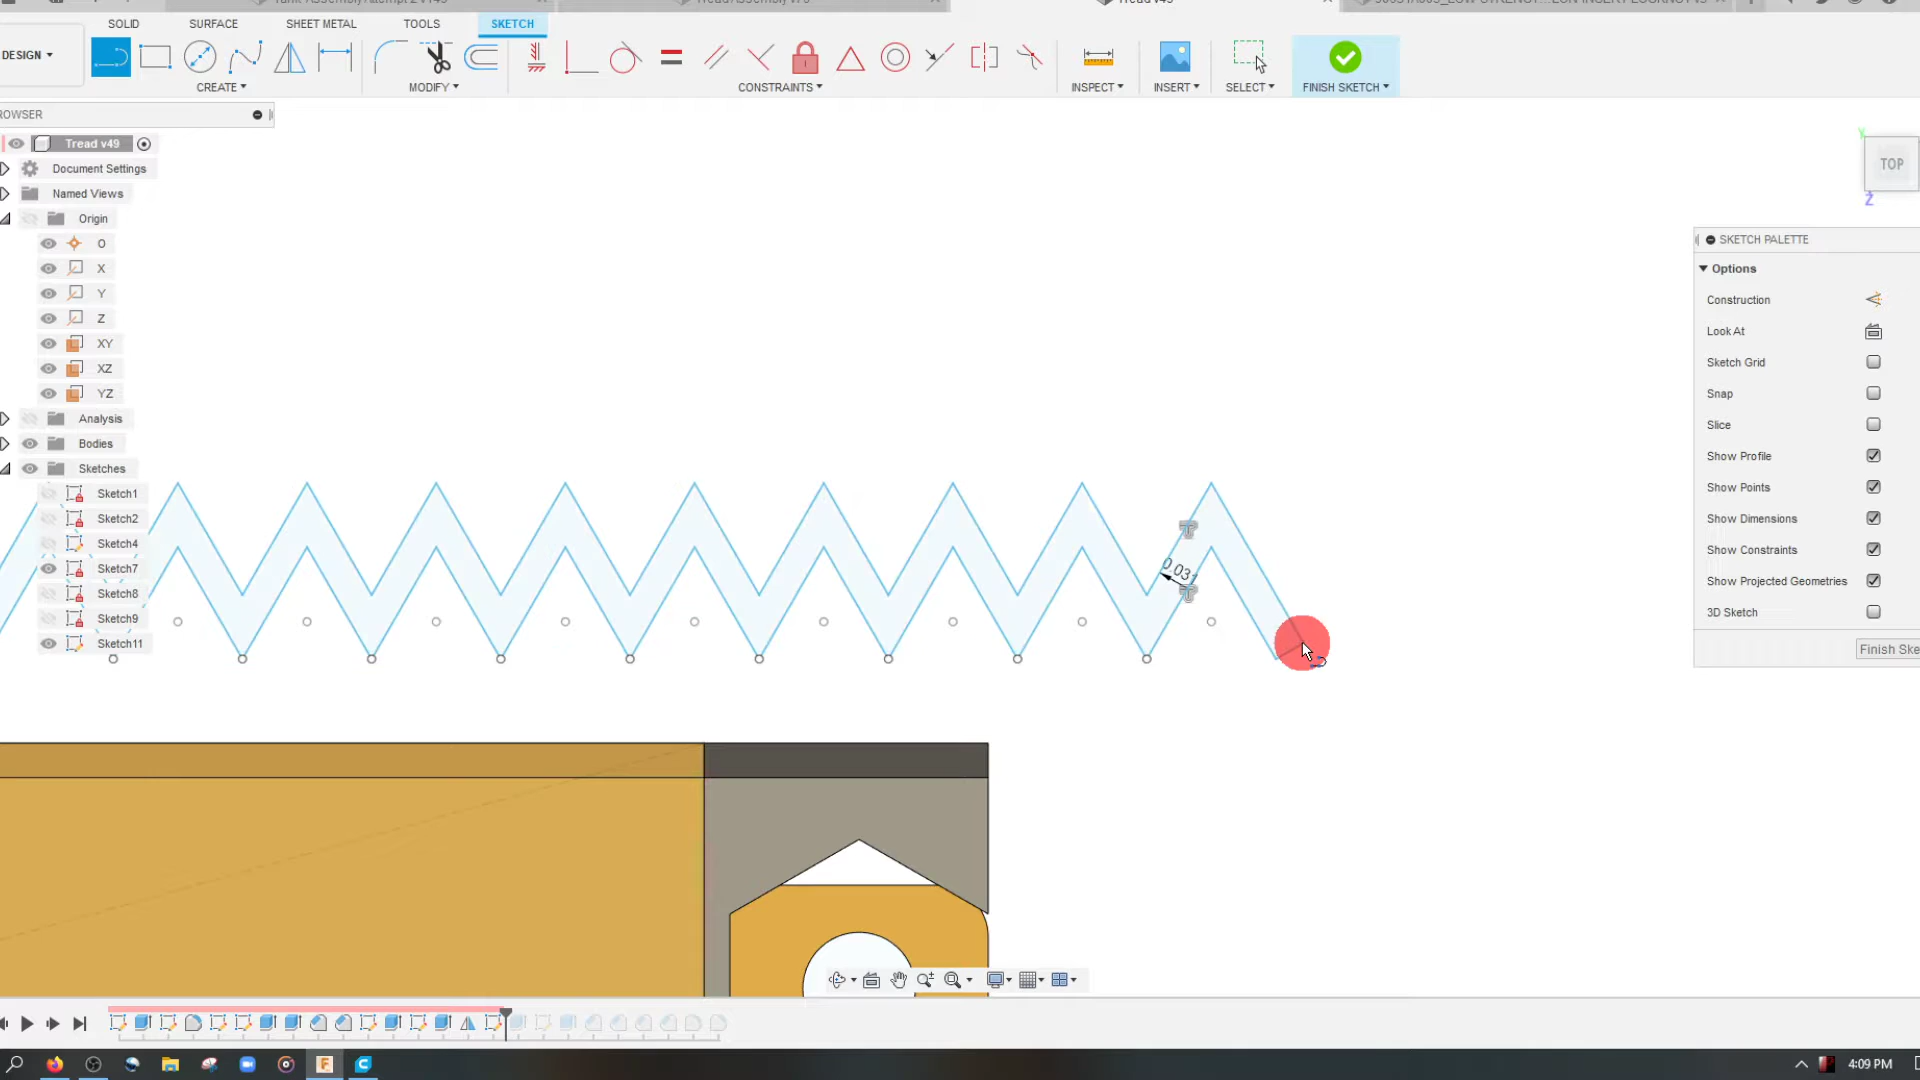 Tread v49
SOLID SURFACE SHEET METAL TOOLS SKETCH
DESIGN
CREATE MODIFY CONSTRAINTS INSPECT INSERT SELECT FINISH SKETCH
ROWSER
Tread v49
Document Settings
Named Views
Origin
O
X
Y
Z
XY
XZ
YZ
Analysis
Bodies
Sketches
Sketch1
Sketch2
Sketch4
Sketch7
Sketch8
Sketch9
Sketch11
0.031
Y
TOP
Z
SKETCH PALETTE
Options
Construction
Look At
Sketch Grid
Snap
Slice
Show Profile
Show Points
Show Dimensions
Show Constraints
Show Projected Geometries
3D Sketch
Finish Ske
4:09 PM